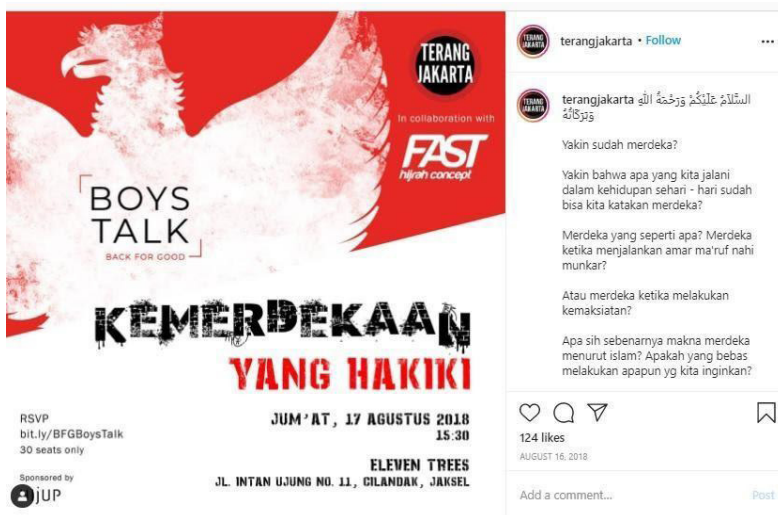 TERANG
JAKARTA
In collaboration with
FAST
hijrah concept
BOYS
TALK
BACK FOR GOOD
KEMERDEKAAN
YANG HAKIKI
RSVP
bit.ly/BFGBoysTalk
30 seats only
Sponsored by
JUM'AT, 17 AGUSTUS 2018
15:30
ELEVEN TREES
JL. INTAN UJUNG NO. 11, CILANDAK, JAKSEL
TERANG
JAKARTA
terangjakarta • Follow
TERANG
JAKARTA
terangjakarta السَّلاَمُ عَلَيْكُمْ وَرَحْمَةُ اللهِ
وَبَرَكَاتُهُ
Yakin sudah merdeka?
Yakin bahwa apa yang kita jalani
dalam kehidupan sehari - hari sudah
bisa kita katakan merdeka?
Merdeka yang seperti apa? Merdeka
ketika menjalankan amar ma'ruf nahi
munkar?
Atau merdeka ketika melakukan
kemaksiatan?
Apa sih sebenarnya makna merdeka
menurut islam? Apakah yang bebas
melakukan apapun yg kita inginkan?
124 likes
AUGUST 16, 2018
Add a comment...
Post